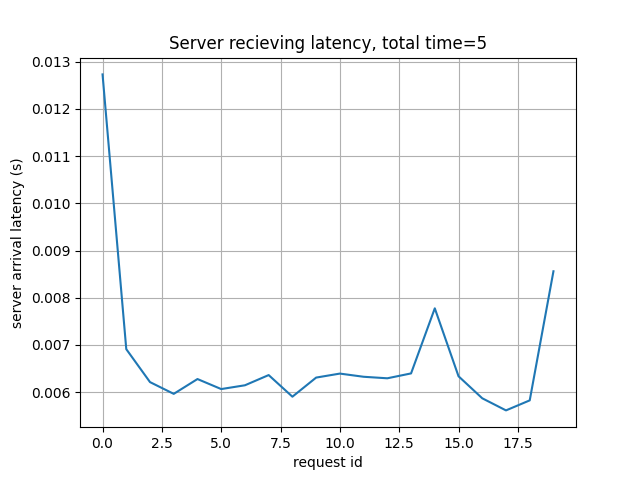 Server recieving latency, total time=5
server arrival latency (s)
0.013
0.012
0.011
0.010
0.009
0.008
0.007
0.006
0.0 2.5 5.0 7.5 10.0 12.5 15.0 17.5
request id